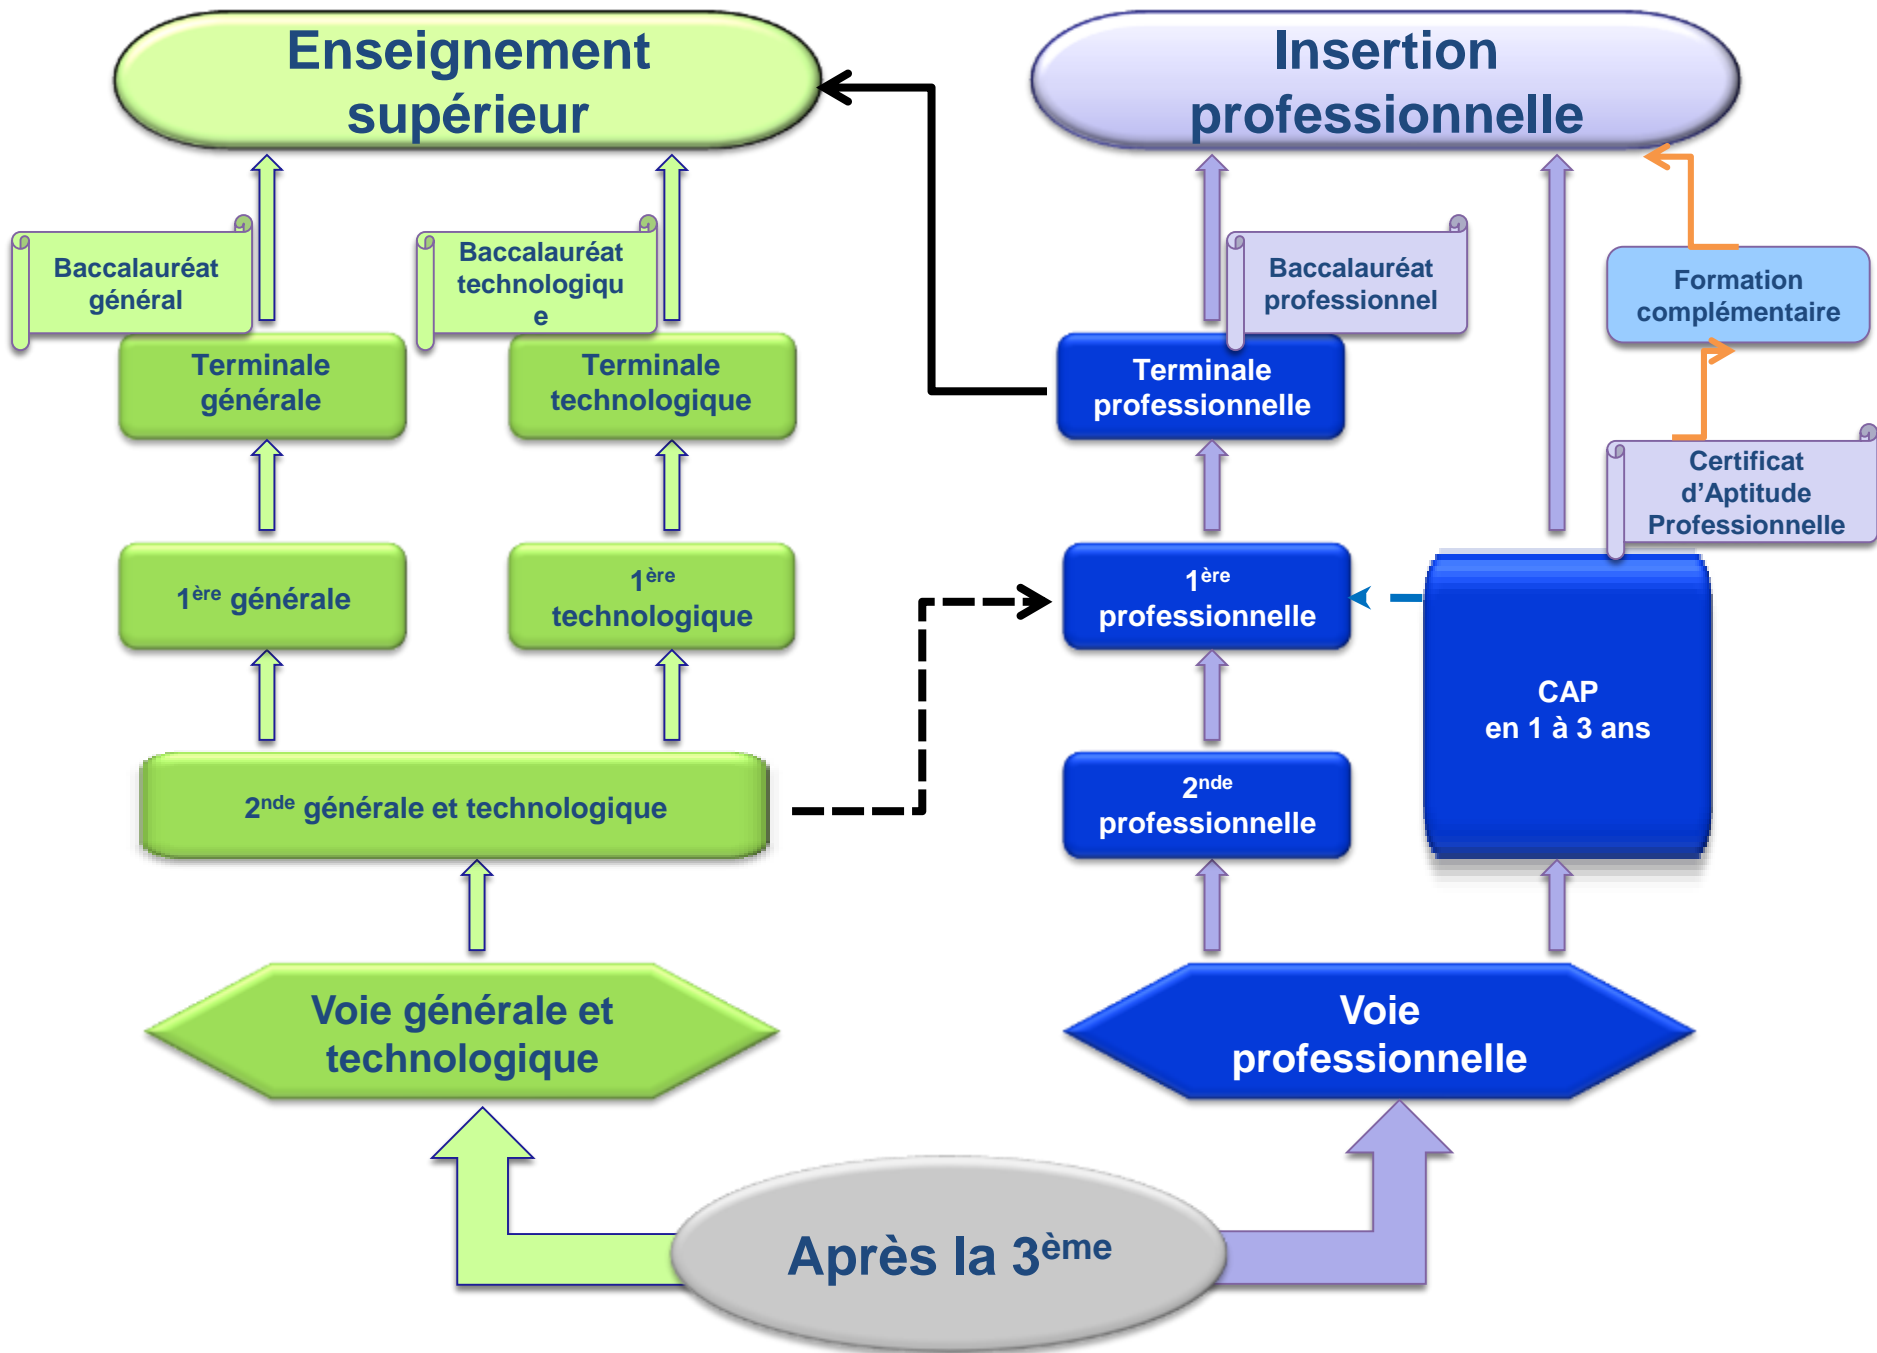 Enseignement
supérieur
Insertion
professionnelle
Baccalauréat
général
Baccalauréat
technologiqu
e
Baccalauréat
professionnel
Formation
complémentaire
Terminale
générale
Terminale
technologique
Terminale
professionnelle
Certificat
d’Aptitude
Professionnelle
1ère générale
1ère
technologique
1ère
professionnelle
CAP
en 1 à 3 ans
2nde générale et technologique
2nde
professionnelle
Voie générale et
technologique
Voie
professionnelle
Après la 3ème